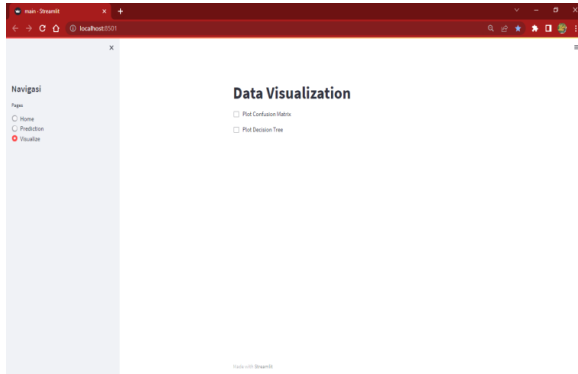 main · Streamlit
localhost:8501
Navigasi
Pages
Home
Prediction
Visualize
Data Visualization
Plot Confusion Matrix
Plot Decision Tree
Made with Streamlit